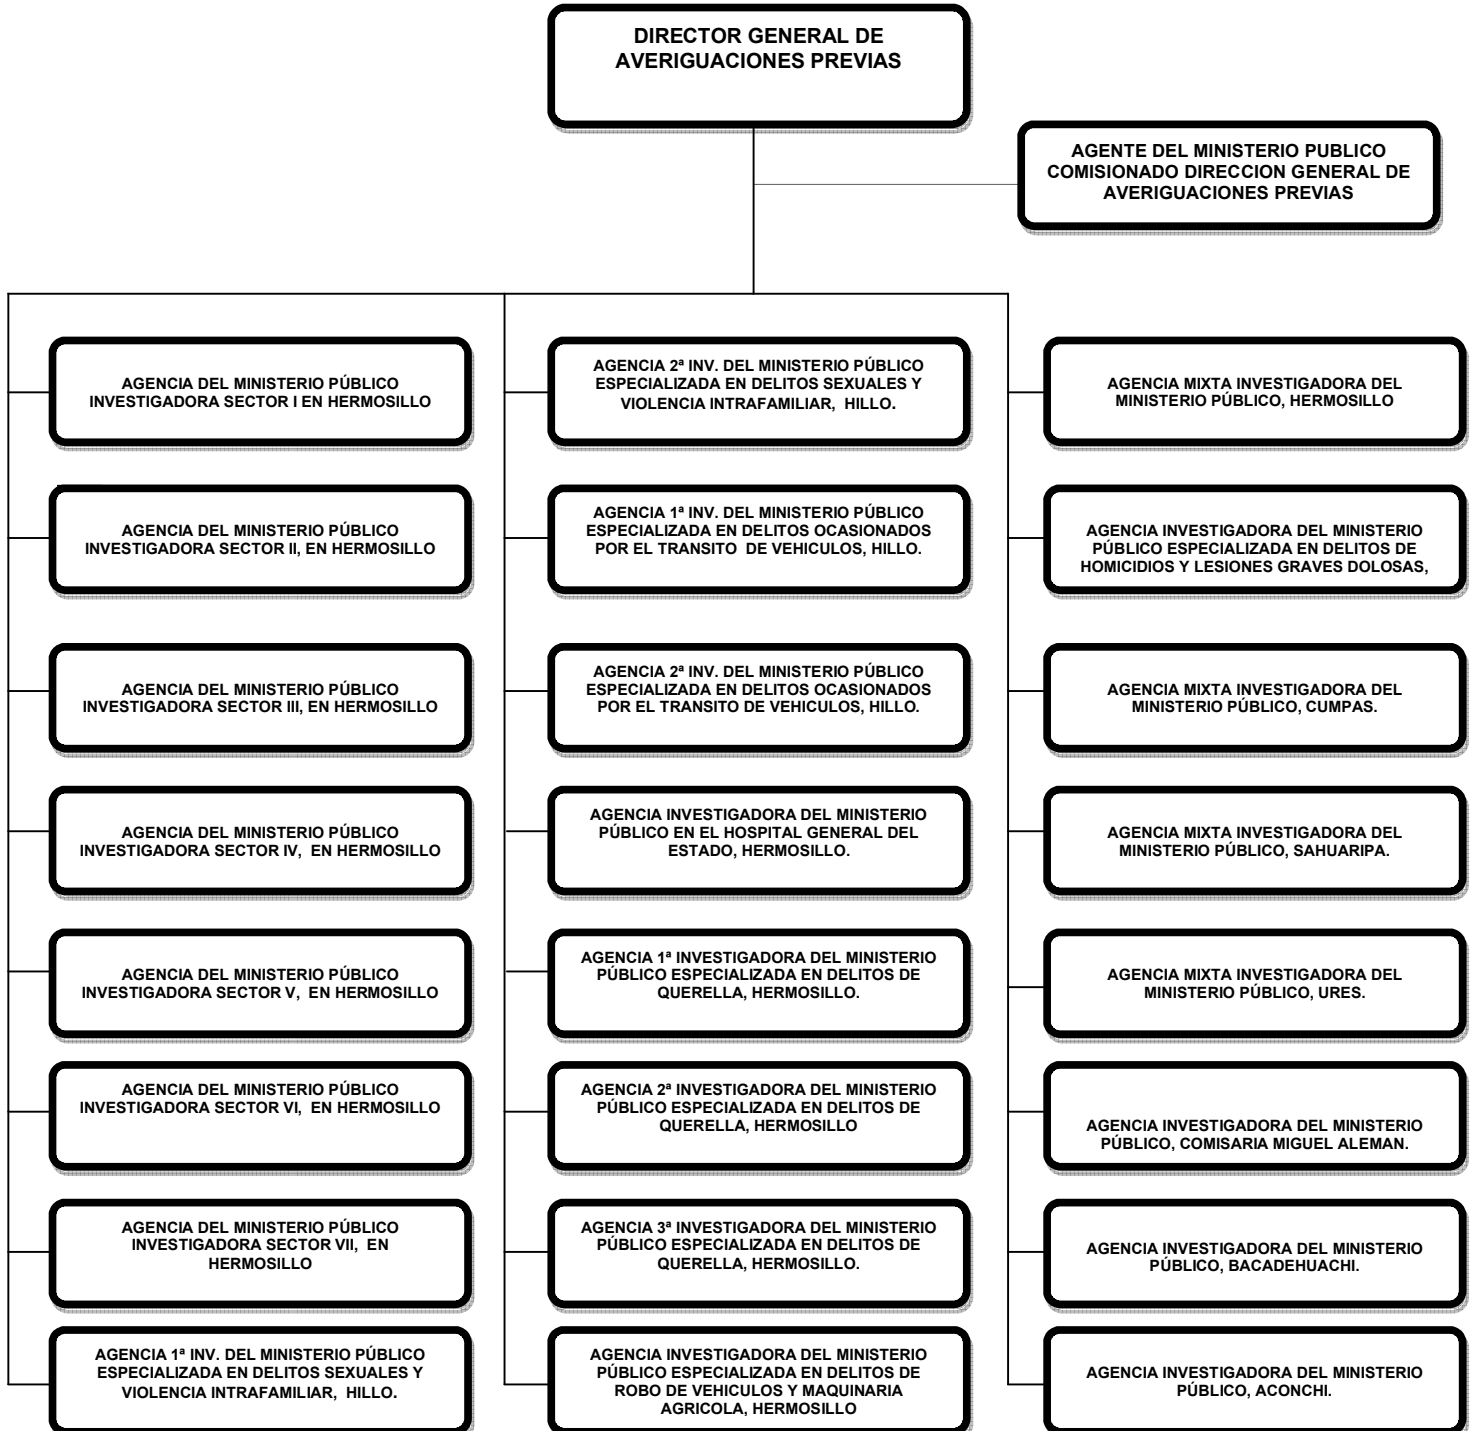 DIRECTOR GENERAL DE
AVERIGUACIONES PREVIAS
AGENTE DEL MINISTERIO PUBLICO
COMISIONADO DIRECCION GENERAL DE
AVERIGUACIONES PREVIAS
AGENCIA DEL MINISTERIO PÚBLICO
INVESTIGADORA SECTOR I EN HERMOSILLO
AGENCIA DEL MINISTERIO PÚBLICO
INVESTIGADORA SECTOR II, EN HERMOSILLO
AGENCIA DEL MINISTERIO PÚBLICO
INVESTIGADORA SECTOR III, EN HERMOSILLO
AGENCIA DEL MINISTERIO PÚBLICO
INVESTIGADORA SECTOR IV, EN HERMOSILLO
AGENCIA DEL MINISTERIO PÚBLICO
INVESTIGADORA SECTOR V, EN HERMOSILLO
AGENCIA DEL MINISTERIO PÚBLICO
INVESTIGADORA SECTOR VI, EN HERMOSILLO
AGENCIA DEL MINISTERIO PÚBLICO
INVESTIGADORA SECTOR VII, EN
HERMOSILLO
AGENCIA 1ª INV. DEL MINISTERIO PÚBLICO
ESPECIALIZADA EN DELITOS SEXUALES Y
VIOLENCIA INTRAFAMILIAR, HILLO.
AGENCIA 2ª INV. DEL MINISTERIO PÚBLICO
ESPECIALIZADA EN DELITOS SEXUALES Y
VIOLENCIA INTRAFAMILIAR, HILLO.
AGENCIA 1ª INV. DEL MINISTERIO PÚBLICO
ESPECIALIZADA EN DELITOS OCASIONADOS
POR EL TRANSITO DE VEHICULOS, HILLO.
AGENCIA 2ª INV. DEL MINISTERIO PÚBLICO
ESPECIALIZADA EN DELITOS OCASIONADOS
POR EL TRANSITO DE VEHICULOS, HILLO.
AGENCIA INVESTIGADORA DEL MINISTERIO
PÚBLICO EN EL HOSPITAL GENERAL DEL
ESTADO, HERMOSILLO.
AGENCIA 1ª INVESTIGADORA DEL MINISTERIO
PÚBLICO ESPECIALIZADA EN DELITOS DE
QUERELLA, HERMOSILLO.
AGENCIA 2ª INVESTIGADORA DEL MINISTERIO
PÚBLICO ESPECIALIZADA EN DELITOS DE
QUERELLA, HERMOSILLO
AGENCIA 3ª INVESTIGADORA DEL MINISTERIO
PÚBLICO ESPECIALIZADA EN DELITOS DE
QUERELLA, HERMOSILLO.
AGENCIA INVESTIGADORA DEL MINISTERIO
PÚBLICO ESPECIALIZADA EN DELITOS DE
ROBO DE VEHICULOS Y MAQUINARIA
AGRICOLA, HERMOSILLO
AGENCIA MIXTA INVESTIGADORA DEL
MINISTERIO PÚBLICO, HERMOSILLO
AGENCIA INVESTIGADORA DEL MINISTERIO
PÚBLICO ESPECIALIZADA EN DELITOS DE
HOMICIDIOS Y LESIONES GRAVES DOLOSAS,
AGENCIA MIXTA INVESTIGADORA DEL
MINISTERIO PÚBLICO, CUMPAS.
AGENCIA MIXTA INVESTIGADORA DEL
MINISTERIO PÚBLICO, SAHUARIPA.
AGENCIA MIXTA INVESTIGADORA DEL
MINISTERIO PÚBLICO, URES.
AGENCIA INVESTIGADORA DEL MINISTERIO
PÚBLICO, COMISARIA MIGUEL ALEMAN.
AGENCIA INVESTIGADORA DEL MINISTERIO
PÚBLICO, BACADEHUACHI.
AGENCIA INVESTIGADORA DEL MINISTERIO
PÚBLICO, ACONCHI.